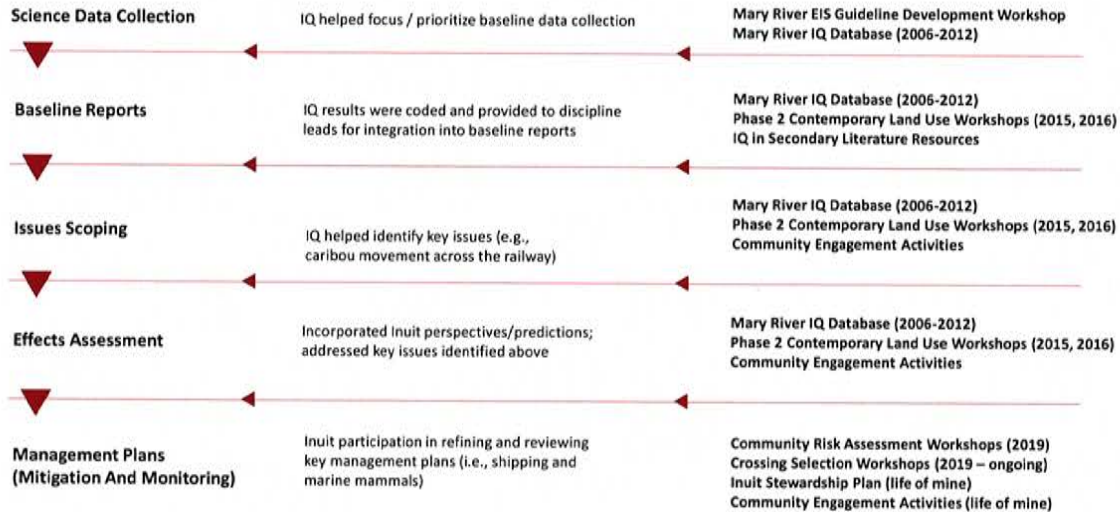 Science Data Collection
IQ helped focus / prioritize baseline data collection
Mary River EIS Guideline Development Workshop
Mary River IQ Database (2006-2012)
Baseline Reports
IQ results were coded and provided to discipline
leads for integration into baseline reports
Mary River IQ Database (2006-2012)
Phase 2 Contemporary Land Use Workshops (2015, 2016)
IQ in Secondary Literature Resources
Issues Scoping
IQ helped identify key issues (e.g.,
caribou movement across the railway)
Mary River IQ Database (2006-2012)
Phase 2 Contemporary Land Use Workshops (2015, 2016)
Community Engagement Activities
Effects Assessment
Incorporated Inuit perspectives/predictions;
addressed key issues identified above
Mary River IQ Database (2006-2012)
Phase 2 Contemporary Land Use Workshops (2015, 2016)
Community Engagement Activities
Management Plans
(Mitigation And Monitoring)
Inuit participation in refining and reviewing
key management plans (i.e., shipping and
marine mammals)
Community Risk Assessment Workshops (2019)
Crossing Selection Workshops (2019 – ongoing)
Inuit Stewardship Plan (life of mine)
Community Engagement Activities (life of mine)